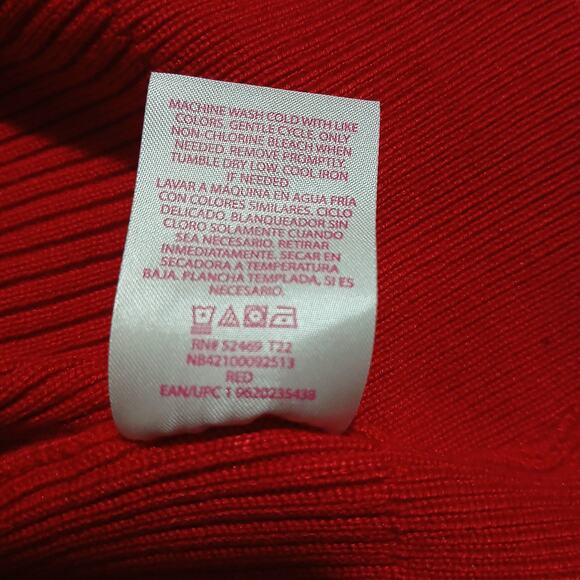 MACHINE WASH COLD WITH LIKE
COLORS. GENTLE CYCLE. ONLY
NON-CHLORINE BLEACH WHEN
NEEDED. REMOVE PROMPTLY.
TUMBLE DRY LOW. COOL IRON
IF NEEDED.
LAVAR A MÁQUINA EN AGUA FRÍA
CON COLORES SIMILARES. CICLO
DELICADO. BLANQUEADOR SIN
CLORO SOLAMENTE CUANDO
SEA NECESARIO. RETIRAR
INMEDIATAMENTE. SECAR EN
SECADORA A TEMPERATURA
BAJA. PLANCHA TEMPLADA, SI ES
NECESARIO.
RN# 52469 T22
NB42100092513
RED
EAN/UPC 1 9620235438